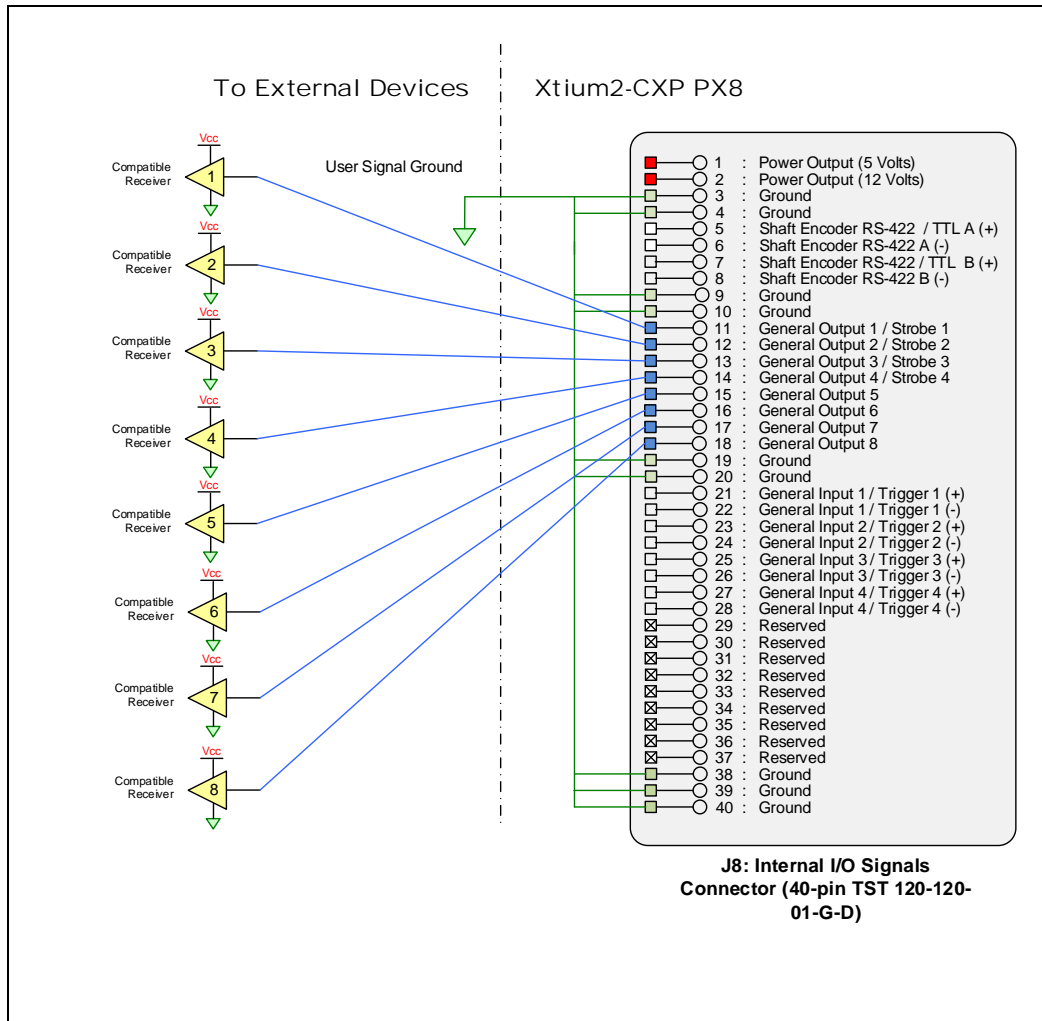 To External Devices
Xtium2-CXP PX8
User Signal Ground
Vcc
Compatible
Receiver
1
Vcc
Compatible
Receiver
2
Vcc
Compatible
Receiver
3
Vcc
Compatible
Receiver
4
Vcc
Compatible
Receiver
5
Vcc
Compatible
Receiver
6
Vcc
Compatible
Receiver
7
Vcc
Compatible
Receiver
8
1 : Power Output (5 Volts)
2 : Power Output (12 Volts)
3 : Ground
4 : Ground
5 : Shaft Encoder RS-422 / TTL A (+)
6 : Shaft Encoder RS-422 A (-)
7 : Shaft Encoder RS-422 / TTL B (+)
8 : Shaft Encoder RS-422 B (-)
9 : Ground
10 : Ground
11 : General Output 1 / Strobe 1
12 : General Output 2 / Strobe 2
13 : General Output 3 / Strobe 3
14 : General Output 4 / Strobe 4
15 : General Output 5
16 : General Output 6
17 : General Output 7
18 : General Output 8
19 : Ground
20 : Ground
21 : General Input 1 / Trigger 1 (+)
22 : General Input 1 / Trigger 1 (-)
23 : General Input 2 / Trigger 2 (+)
24 : General Input 2 / Trigger 2 (-)
25 : General Input 3 / Trigger 3 (+)
26 : General Input 3 / Trigger 3 (-)
27 : General Input 4 / Trigger 4 (+)
28 : General Input 4 / Trigger 4 (-)
29 : Reserved
30 : Reserved
31 : Reserved
32 : Reserved
33 : Reserved
34 : Reserved
35 : Reserved
36 : Reserved
37 : Reserved
38 : Ground
39 : Ground
40 : Ground
J8: Internal I/O Signals
Connector (40-pin TST 120-120-
01-G-D)